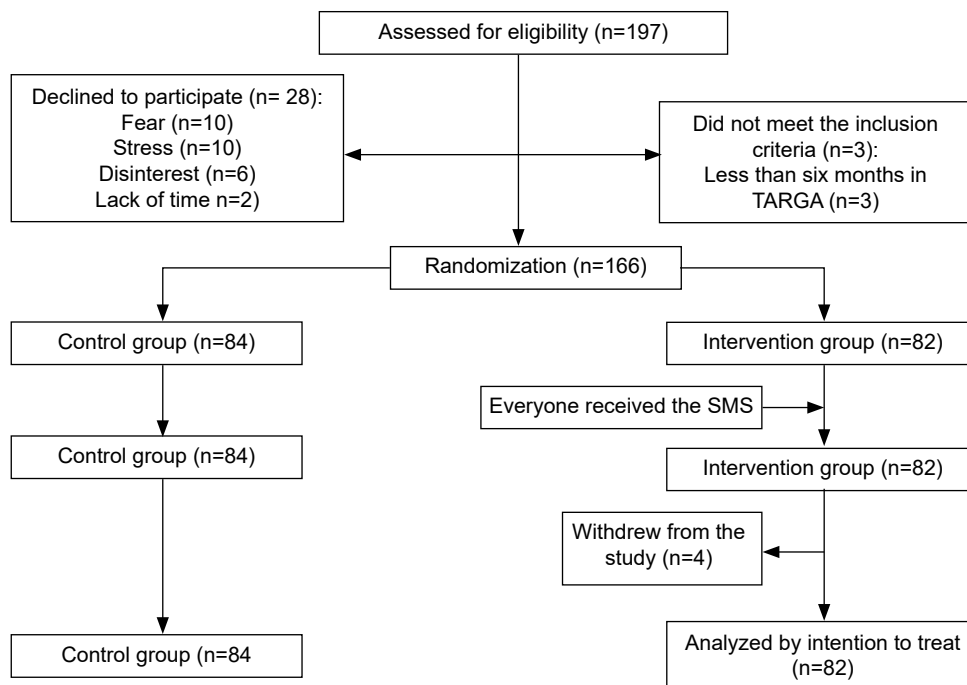 Assessed for eligibility (n=197)
Declined to participate (n= 28):
Fear (n=10)
Stress (n=10)
Disinterest (n=6)
Lack of time n=2)
Did not meet the inclusion
criteria (n=3):
Less than six months in
TARGA (n=3)
Randomization (n=166)
Control group (n=84)
Intervention group (n=82)
Everyone received the SMS
Control group (n=84)
Intervention group (n=82)
Withdrew from the
study (n=4)
Control group (n=84
Analyzed by intention to treat
(n=82)